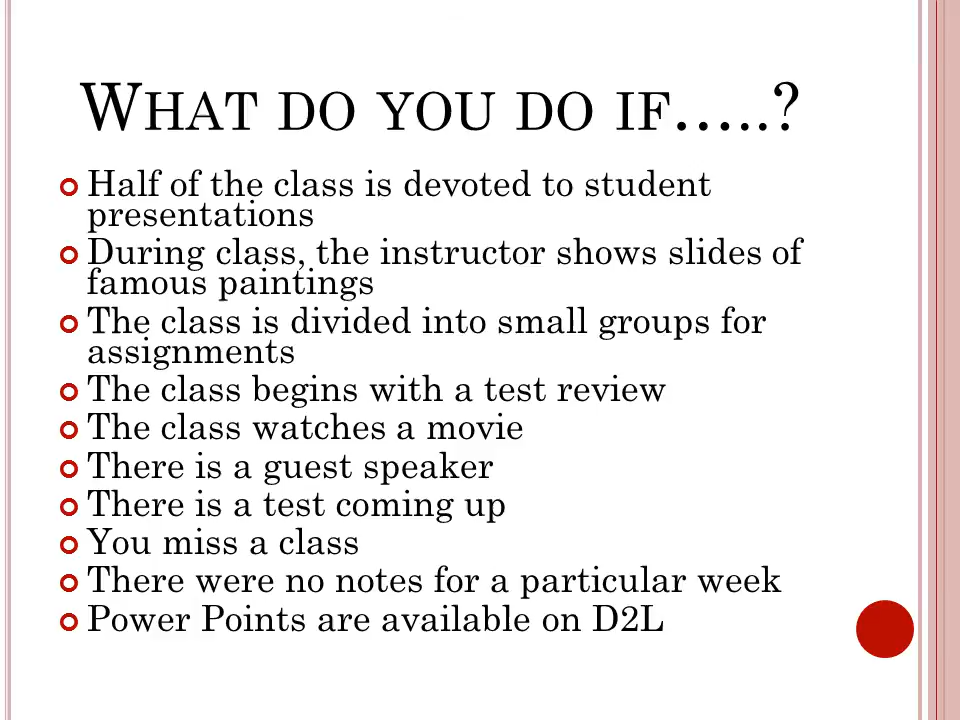 WHAT DO YOU DO IF…..?
Half of the class is devoted to student
presentations
During class, the instructor shows slides of
famous paintings
The class is divided into small groups for
assignments
The class begins with a test review
The class watches a movie
There is a guest speaker
There is a test coming up
You miss a class
There were no notes for a particular week
Power Points are available on D2L